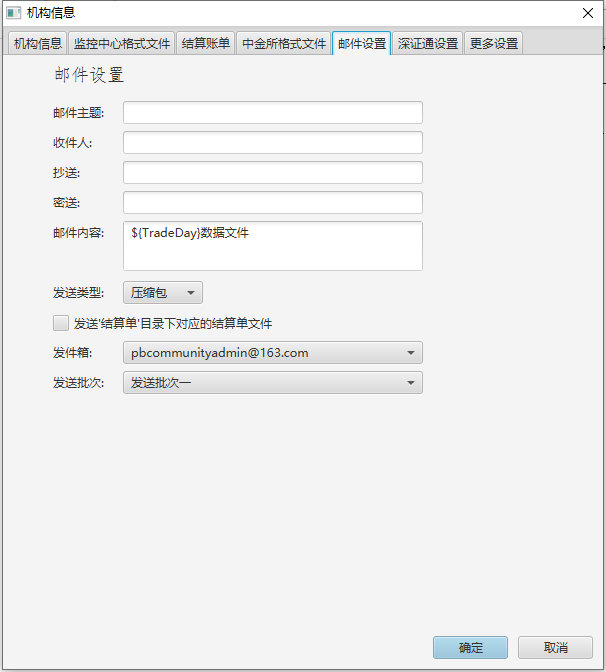 机构信息
机构信息 监控中心格式文件 结算账单 中金所格式文件 邮件设置 深证通设置 更多设置
邮件设置
邮件主题:
收件人:
抄送:
密送:
邮件内容: ${TradeDay}数据文件
发送类型: 压缩包
发送'结算单'目录下对应的结算单文件
发件箱: pbcommunityadmin@163.com
发送批次: 发送批次一
确定 取消